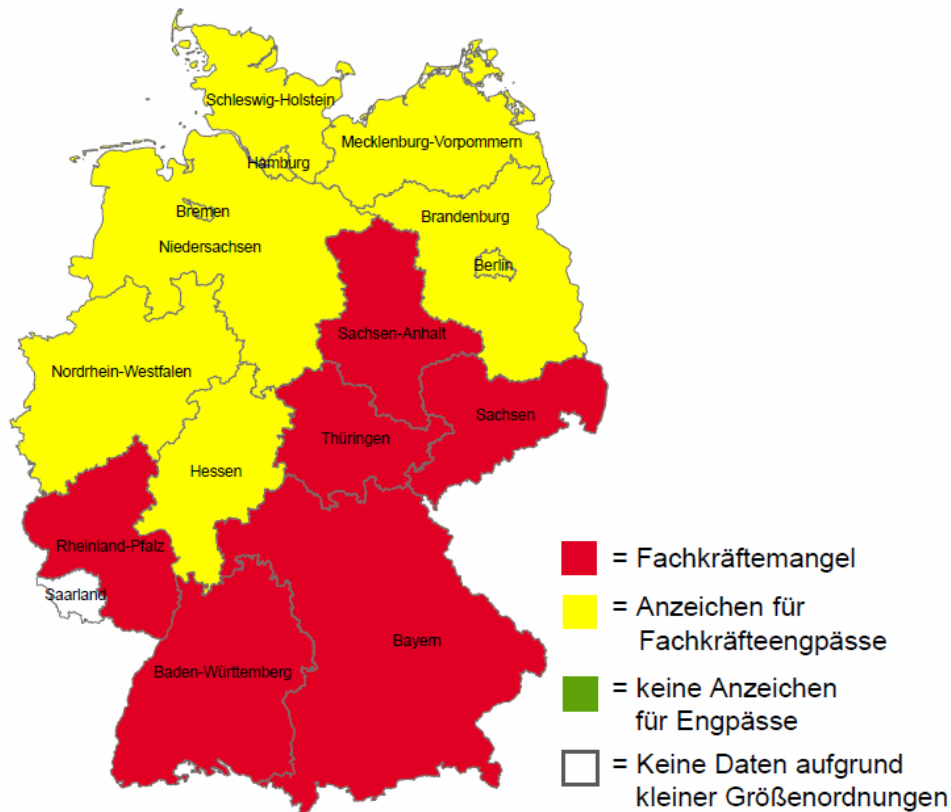 Schleswig-Holstein
Mecklenburg-Vorpommern
Hamburg
Bremen
Brandenburg
Niedersachsen
Berlin
Sachsen-Anhalt
Nordrhein-Westfalen
Sachsen
Thüringen
Hessen
Rheinland-Pfalz
Saarland
Bayern
Baden-Württemberg
= Fachkräftemangel
= Anzeichen für
Fachkräfteengpässe
= keine Anzeichen
für Engpässe
= Keine Daten aufgrund
kleiner Größenordnungen